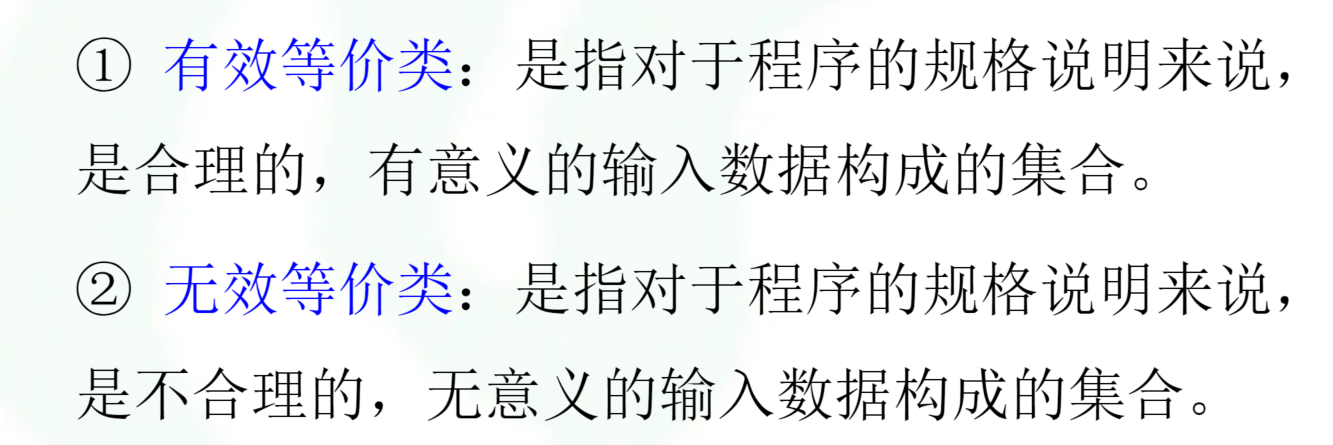 ① 有效等价类：是指对于程序的规格说明来说，
是合理的，有意义的输入数据构成的集合。
② 无效等价类：是指对于程序的规格说明来说，
是不合理的，无意义的输入数据构成的集合。